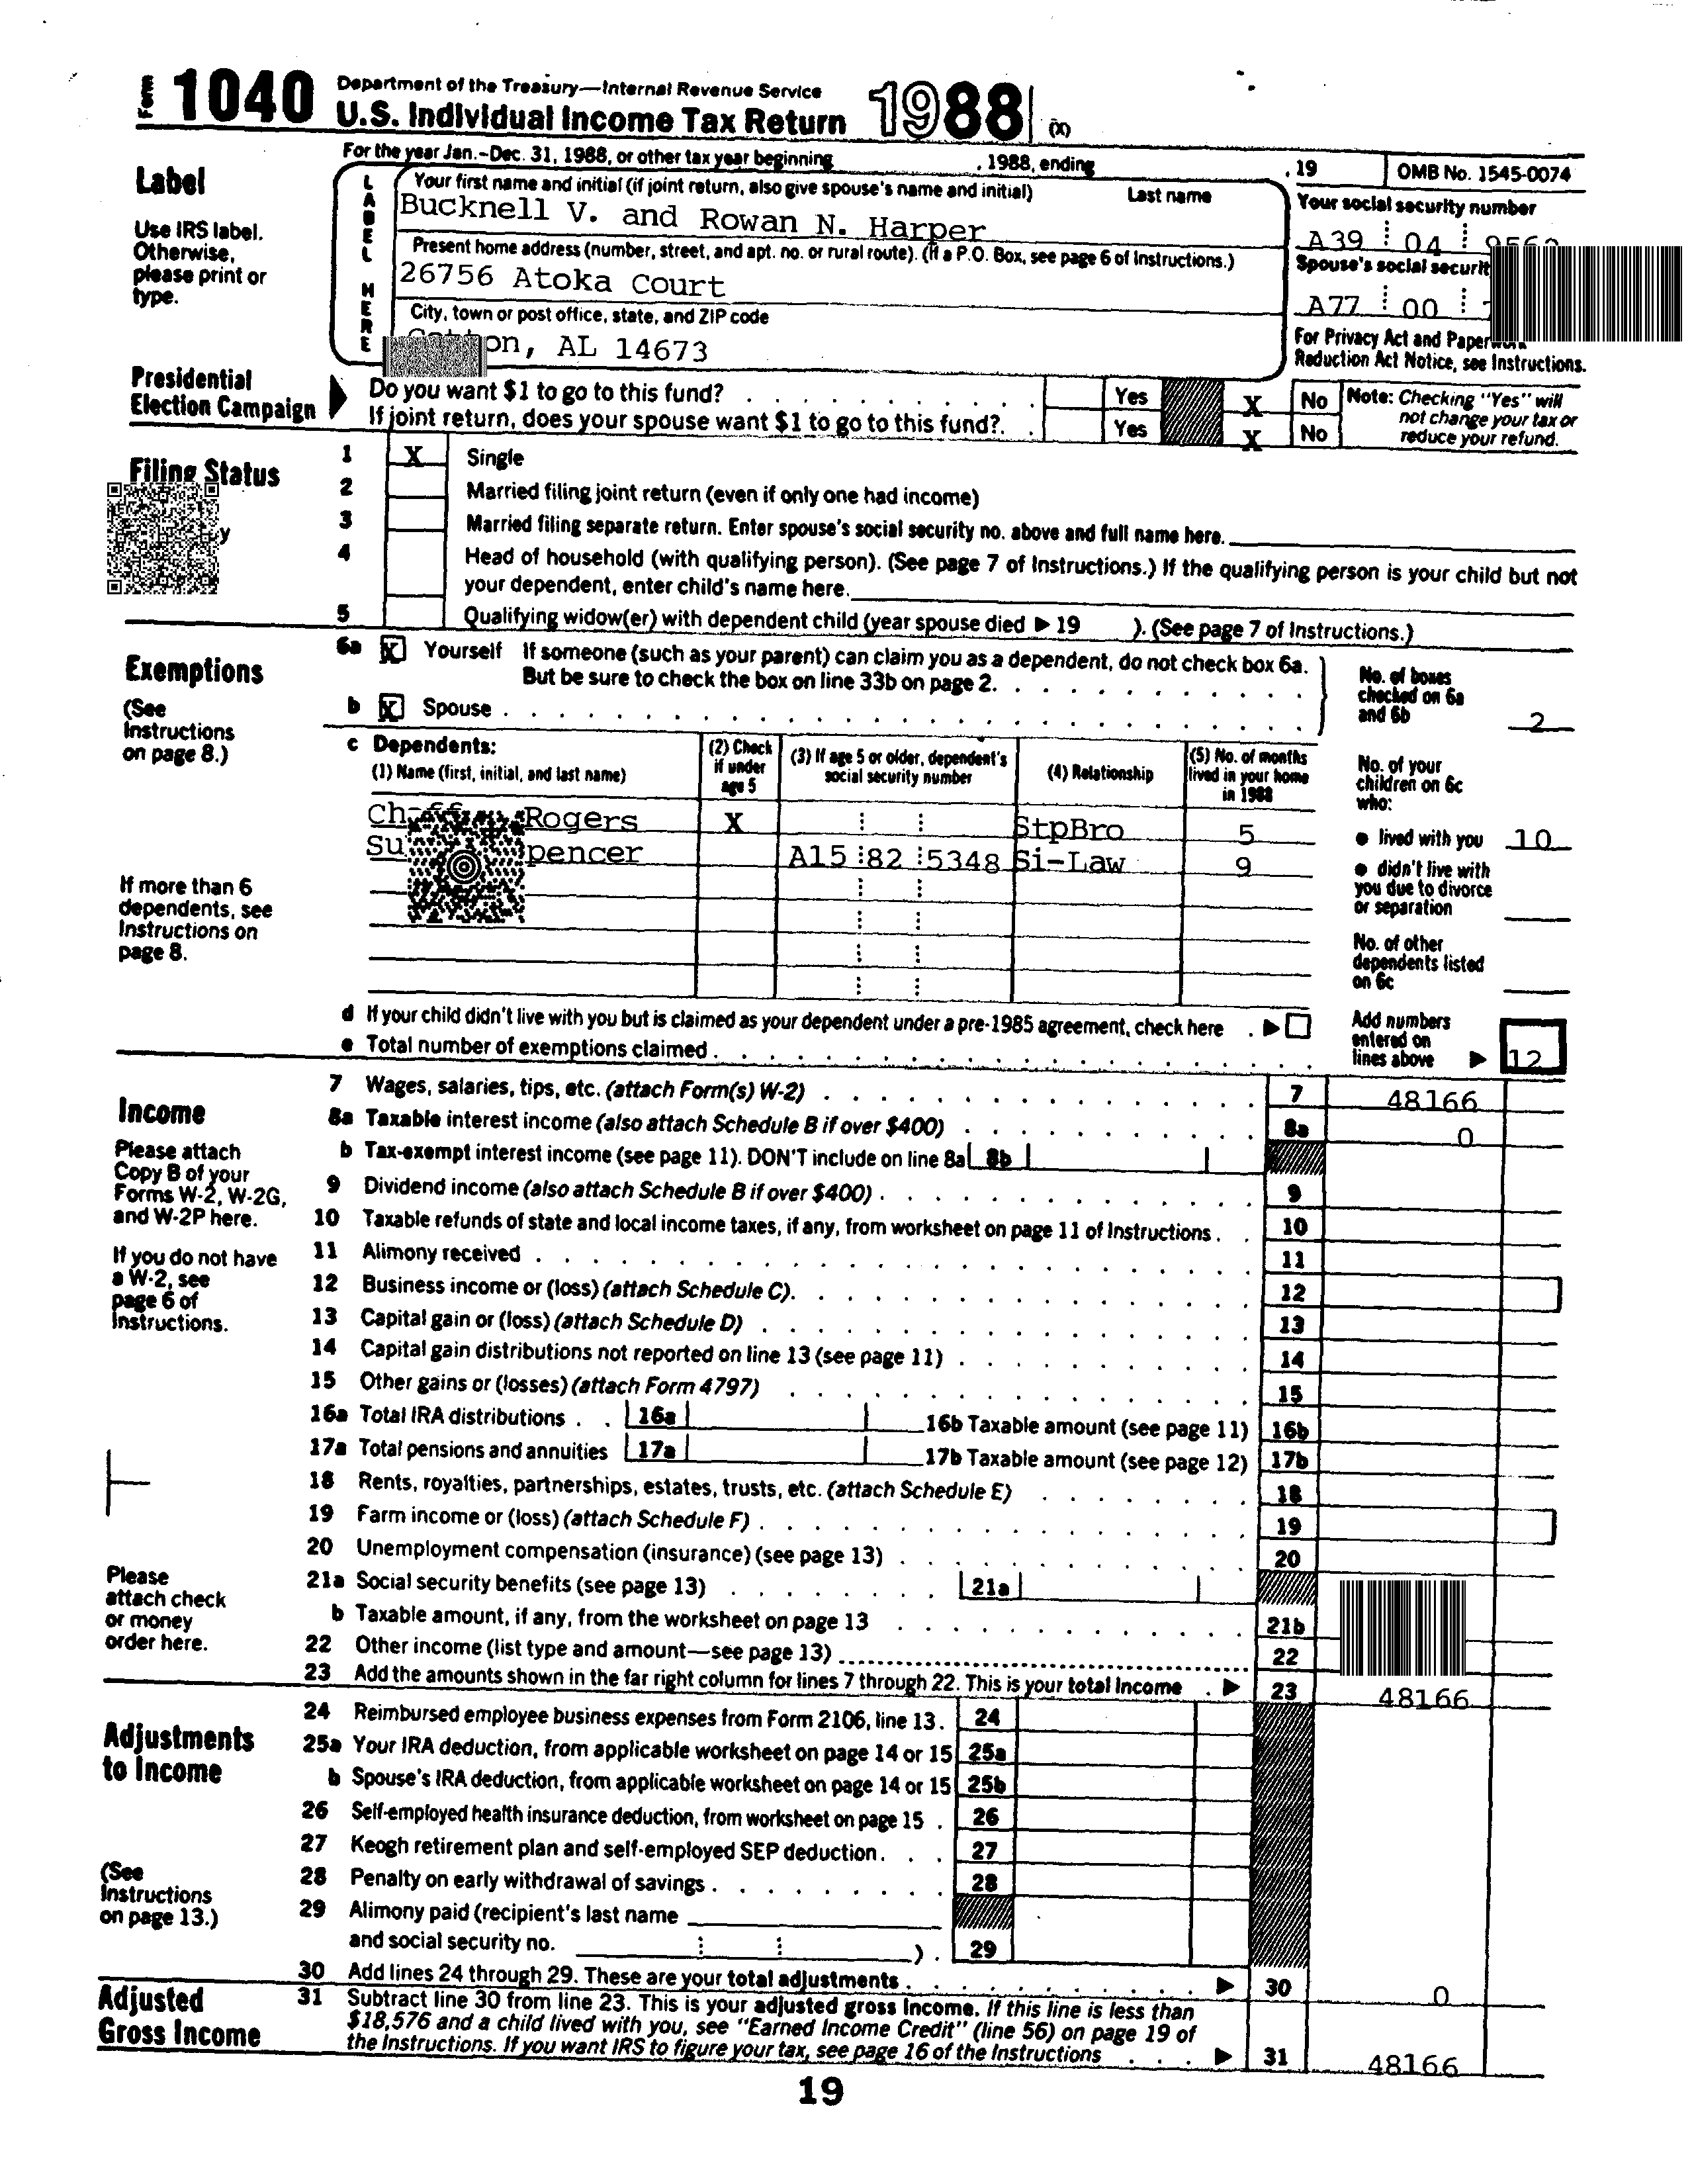 Form 1040 Department of the Treasury—Internal Revenue Service
U.S. Individual Income Tax Return 1988 (X)
For the year Jan.–Dec. 31, 1988, or other tax year beginning , 1988, ending , 19 OMB No. 1545-0074
Label
Use IRS label.
Otherwise,
please print or
type.
LABEL HERE
Your first name and initial (if joint return, also give spouse's name and initial) Last name
Bucknell V. and Rowan N. Harper
Present home address (number, street, and apt. no. or rural route). (If a P.O. Box, see page 6 of Instructions.)
26756 Atoka Court
City, town or post office, state, and ZIP code
AL 14673
Your social security number
A39 04
Spouse's social
A77 00
For Privacy Act and
Reduction Act Notice, see Instructions.
Presidential
Election Campaign
Do you want $1 to go to this fund? Yes X No
If joint return, does your spouse want $1 to go to this fund? Yes X No
Note: Checking "Yes" will
not change your tax or
reduce your refund.
Filing Status
1 X Single
2 Married filing joint return (even if only one had income)
3 Married filing separate return. Enter spouse's social security no. above and full name here.
4 Head of household (with qualifying person). (See page 7 of Instructions.) If the qualifying person is your child but not
your dependent, enter child's name here.
5 Qualifying widow(er) with dependent child (year spouse died ▶ 19 ). (See page 7 of Instructions.)
Exemptions
(See
Instructions
on page 8.)
6a X Yourself If someone (such as your parent) can claim you as a dependent, do not check box 6a.
But be sure to check the box on line 33b on page 2.
b X Spouse
No. of boxes
checked on 6a
and 6b 2
c Dependents:
(1) Name (first, initial, and last name)
(2) Check
if under
age 5
(3) If age 5 or older, dependent's
social security number
(4) Relationship
(5) No. of months
lived in your home
in 1988
Rogers X StpBro 5
A15 82 5348 Si-Law 9
No. of your
children on 6c
who:
● lived with you 10
● didn't live with
you due to divorce
or separation
No. of other
dependents listed
on 6c
If more than 6
dependents, see
Instructions on
page 8.
d If your child didn't live with you but is claimed as your dependent under a pre-1985 agreement, check here ▶
e Total number of exemptions claimed
Add numbers
entered on
lines above ▶ 12
Income
Please attach
Copy B of your
Forms W-2, W-2G,
and W-2P here.
If you do not have
a W-2, see
page 6 of
Instructions.
Please
attach check
or money
order here.
7 Wages, salaries, tips, etc. (attach Form(s) W-2) 7 48166
8a Taxable interest income (also attach Schedule B if over $400) 8a 0
b Tax-exempt interest income (see page 11). DON'T include on line 8a 8b
9 Dividend income (also attach Schedule B if over $400) 9
10 Taxable refunds of state and local income taxes, if any, from worksheet on page 11 of Instructions 10
11 Alimony received 11
12 Business income or (loss) (attach Schedule C) 12
13 Capital gain or (loss) (attach Schedule D) 13
14 Capital gain distributions not reported on line 13 (see page 11) 14
15 Other gains or (losses) (attach Form 4797) 15
16a Total IRA distributions 16a 16b Taxable amount (see page 11) 16b
17a Total pensions and annuities 17a 17b Taxable amount (see page 12) 17b
18 Rents, royalties, partnerships, estates, trusts, etc. (attach Schedule E) 18
19 Farm income or (loss) (attach Schedule F) 19
20 Unemployment compensation (insurance) (see page 13) 20
21a Social security benefits (see page 13) 21a
b Taxable amount, if any, from the worksheet on page 13 21b
22 Other income (list type and amount—see page 13) 22
23 Add the amounts shown in the far right column for lines 7 through 22. This is your total income ▶ 23 48166
Adjustments
to Income
(See
Instructions
on page 13.)
24 Reimbursed employee business expenses from Form 2106, line 13. 24
25a Your IRA deduction, from applicable worksheet on page 14 or 15 25a
b Spouse's IRA deduction, from applicable worksheet on page 14 or 15 25b
26 Self-employed health insurance deduction, from worksheet on page 15 26
27 Keogh retirement plan and self-employed SEP deduction 27
28 Penalty on early withdrawal of savings 28
29 Alimony paid (recipient's last name
and social security no. ) 29
30 Add lines 24 through 29. These are your total adjustments ▶ 30 0
Adjusted
Gross Income
31 Subtract line 30 from line 23. This is your adjusted gross income. If this line is less than
$18,576 and a child lived with you, see "Earned Income Credit" (line 56) on page 19 of
the Instructions. If you want IRS to figure your tax, see page 16 of the Instructions ▶ 31 48166
19